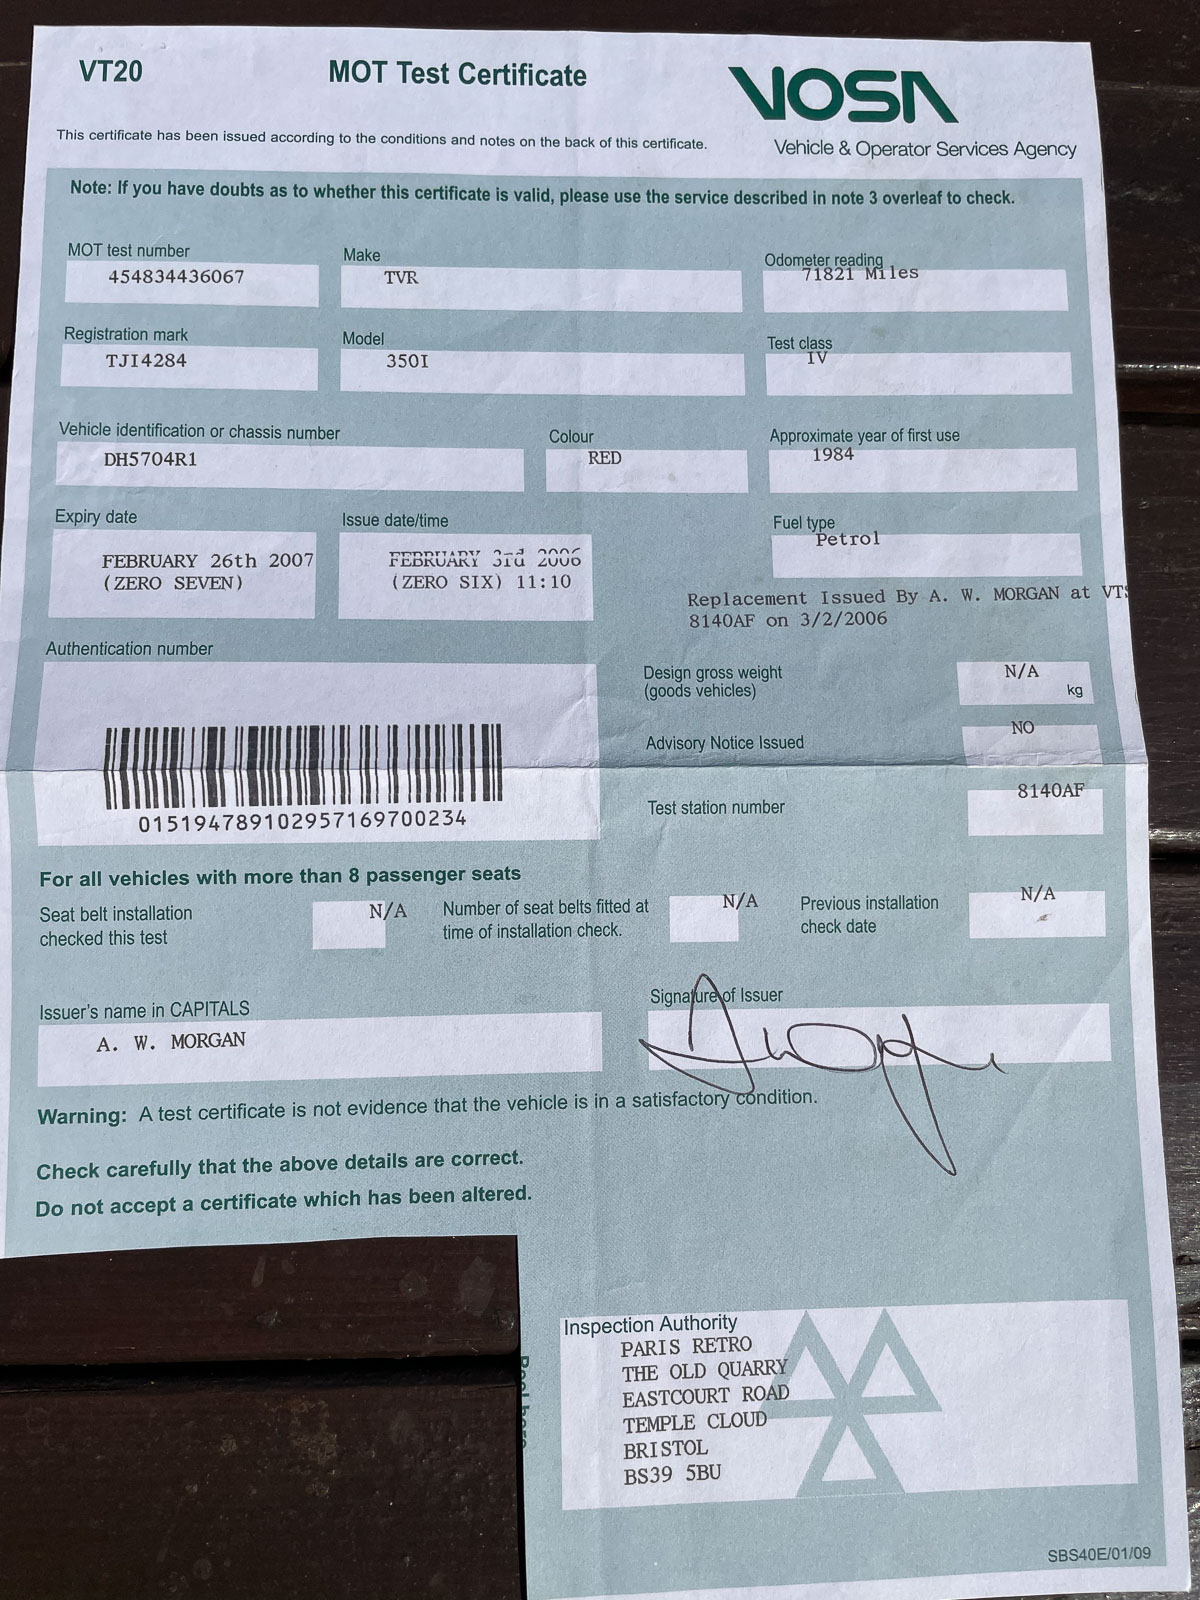 VT20
MOT Test Certificate
VOSA
Vehicle & Operator Services Agency
This certificate has been issued according to the conditions and notes on the back of this certificate.
Note: If you have doubts as to whether this certificate is valid, please use the service described in note 3 overleaf to check.
MOT test number
454834436067
Make
TVR
Odometer reading
71821 Miles
Registration mark
TJI4284
Model
350I
Test class
IV
Vehicle identification or chassis number
DH5704R1
Colour
RED
Approximate year of first use
1984
Expiry date
FEBRUARY 26th 2007
(ZERO SEVEN)
Issue date/time
FEBRUARY 3rd 2006
(ZERO SIX) 11:10
Fuel type
Petrol
Replacement Issued By A. W. MORGAN at VTS
8140AF on 3/2/2006
Authentication number
015194789102957169700234
Design gross weight
(goods vehicles)
N/A
kg
Advisory Notice Issued
NO
Test station number
8140AF
For all vehicles with more than 8 passenger seats
Seat belt installation
checked this test
N/A
Number of seat belts fitted at
time of installation check.
N/A
Previous installation
check date
N/A
Issuer's name in CAPITALS
A. W. MORGAN
Signature of Issuer
Warning: A test certificate is not evidence that the vehicle is in a satisfactory condition.
Check carefully that the above details are correct.
Do not accept a certificate which has been altered.
Inspection Authority
PARIS RETRO
THE OLD QUARRY
EASTCOURT ROAD
TEMPLE CLOUD
BRISTOL
BS39 5BU
SBS40E/01/09